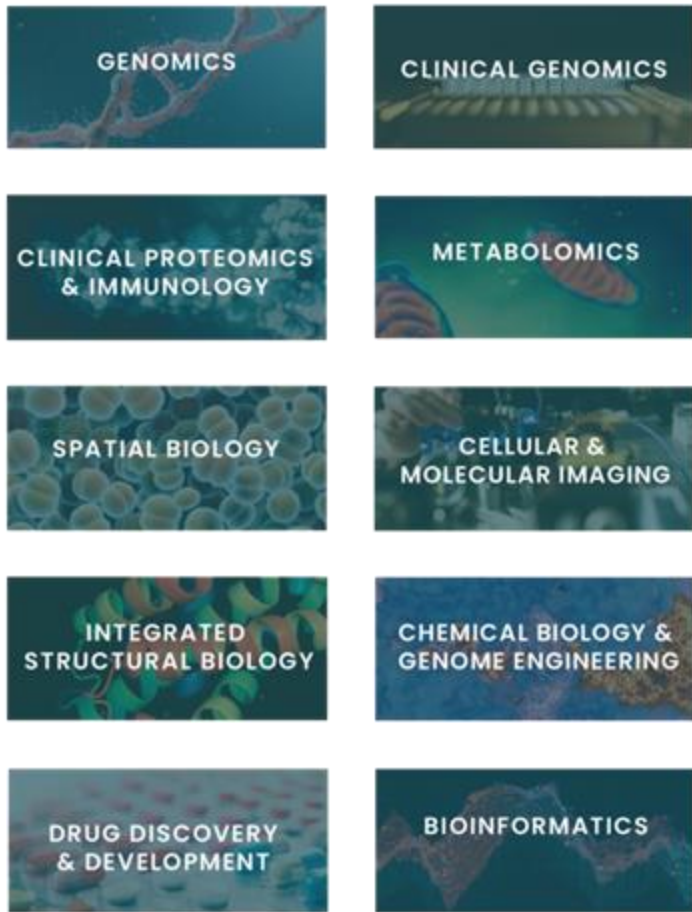 GENOMICS
CLINICAL GENOMICS
CLINICAL PROTEOMICS
& IMMUNOLOGY
METABOLOMICS
SPATIAL BIOLOGY
CELLULAR &
MOLECULAR IMAGING
INTEGRATED
STRUCTURAL BIOLOGY
CHEMICAL BIOLOGY &
GENOME ENGINEERING
DRUG DISCOVERY
& DEVELOPMENT
BIOINFORMATICS